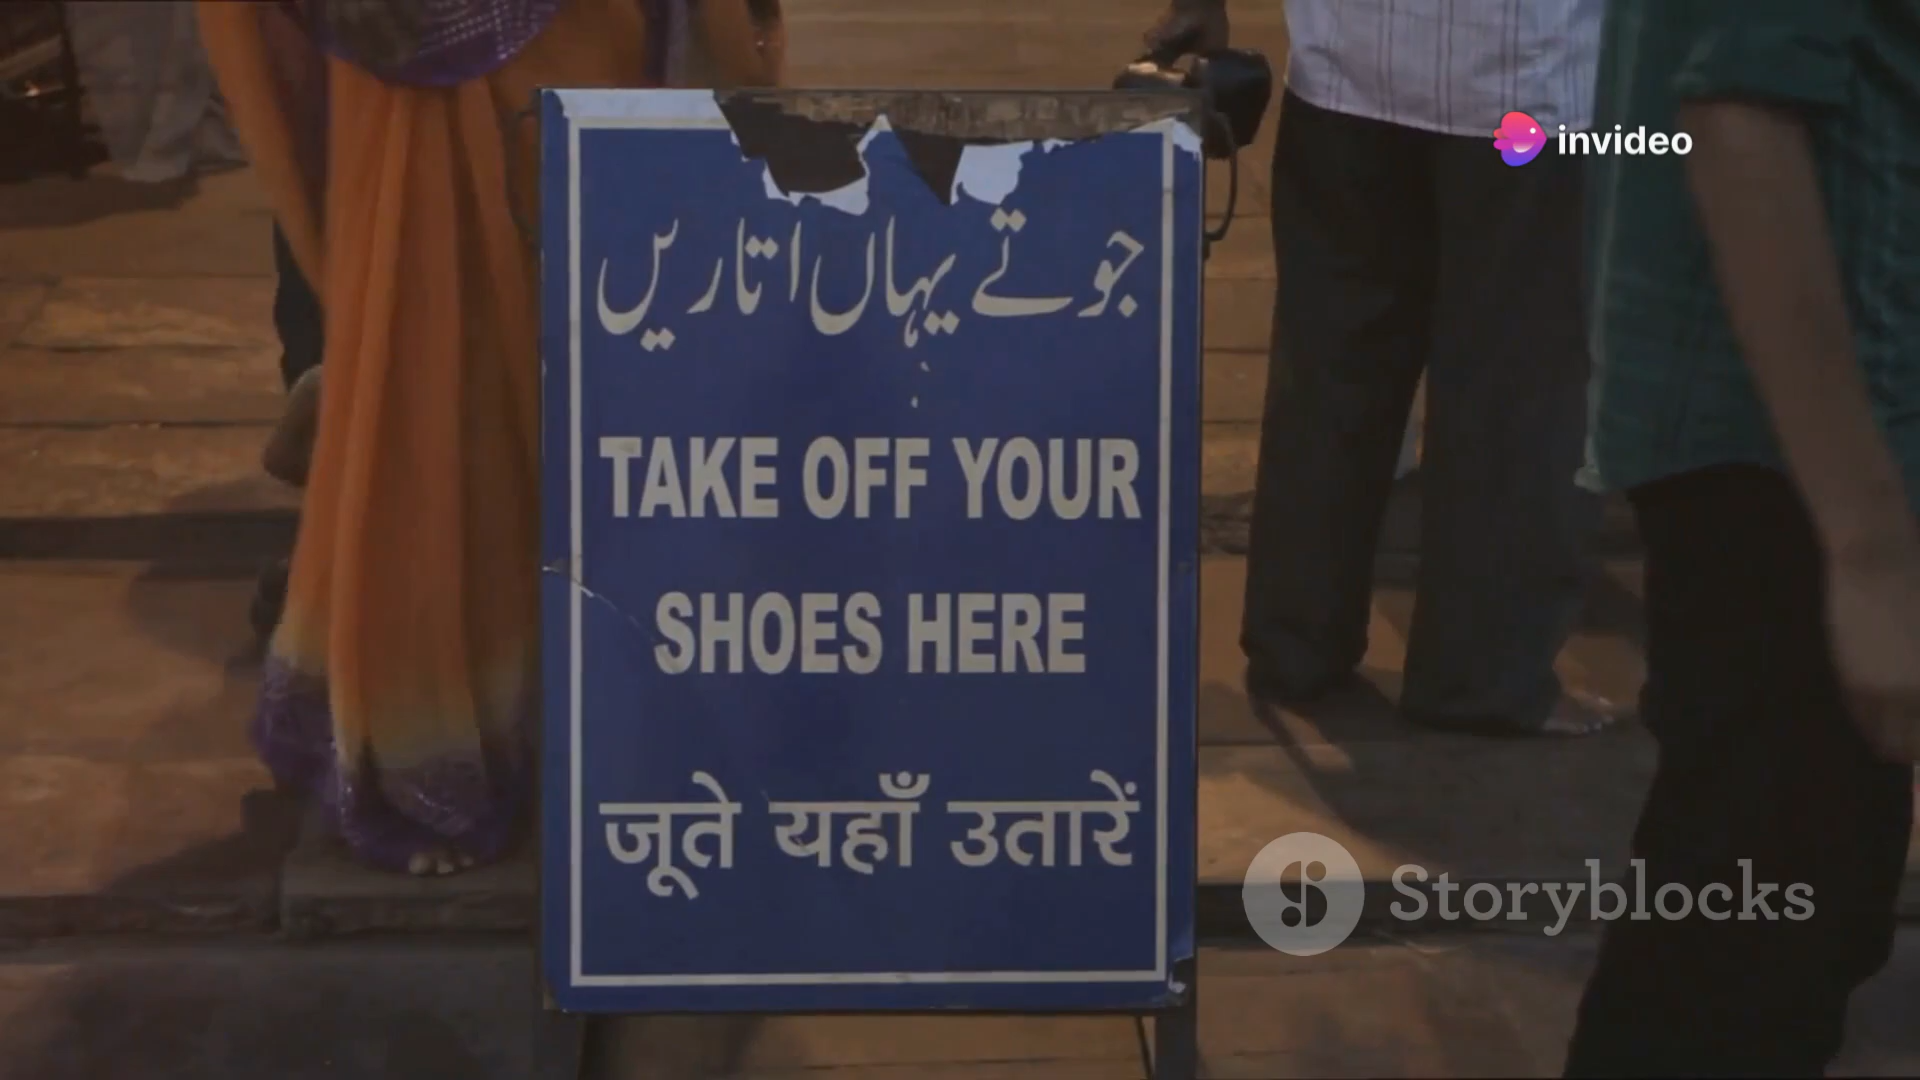 invideo
جوتے یہاں اتاریں
TAKE OFF YOUR
SHOES HERE
जूते यहाँ उतारें
Storyblocks